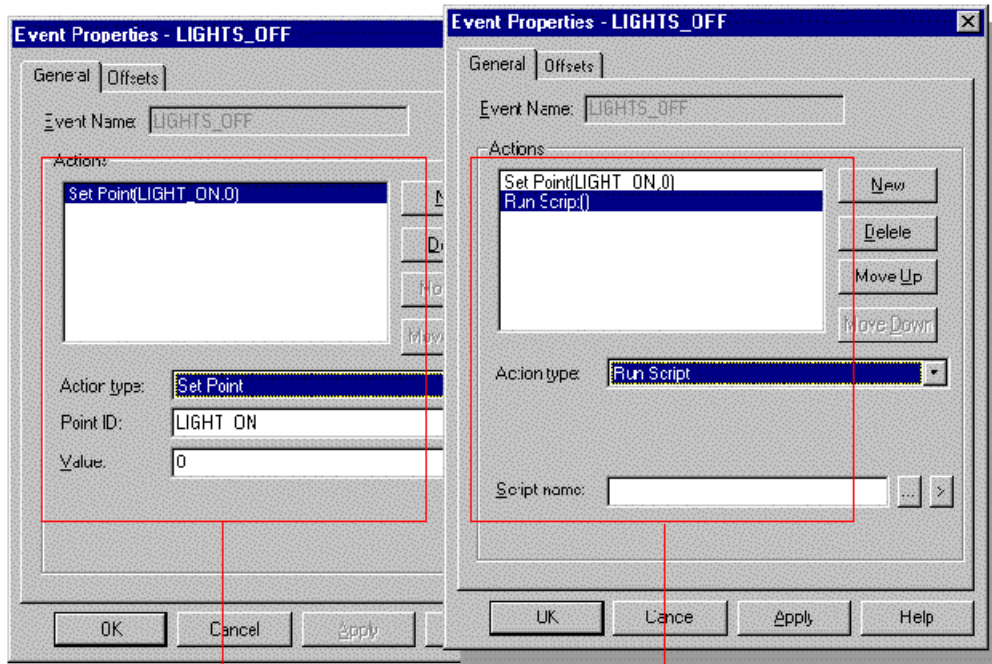 Event Properties - LIGHTS_OFF
General
Offsets
Event Name:
LIGHTS_OFF
Actions
Set Point(LIGHT_ON,0)
Action type:
Set Point
Point ID:
LIGHT_ON
Value:
0
OK
Cancel
Apply
Event Properties - LIGHTS_OFF
General
Offsets
Event Name:
LIGHTS_OFF
Actions
Set Point(LIGHT_ON,0)
Run Script()
New
Delete
Move Up
Move Down
Action type:
Run Script
Script name:
...
>
OK
Cancel
Apply
Help